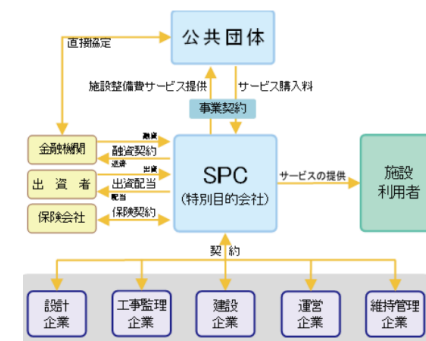 公共団体
直接協定
施設整備費サービス提供
サービス購入料
事業契約
金融機関
融資
融資契約
返済
出資者
出資
出資配当
配当
保険会社
保険契約
SPC
(特別目的会社)
サービスの提供
施設
利用者
契約
設計
企業
工事監理
企業
建設
企業
運営
企業
維持管理
企業